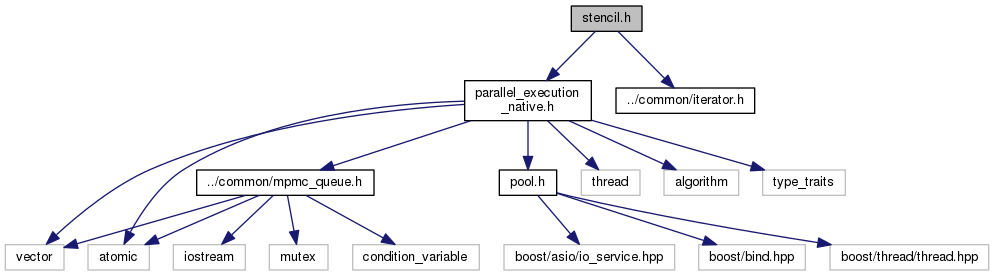 stencil.h
parallel_execution
_native.h
../common/iterator.h
../common/mpmc_queue.h
pool.h
thread
algorithm
type_traits
vector
atomic
iostream
mutex
condition_variable
boost/asio/io_service.hpp
boost/bind.hpp
boost/thread/thread.hpp